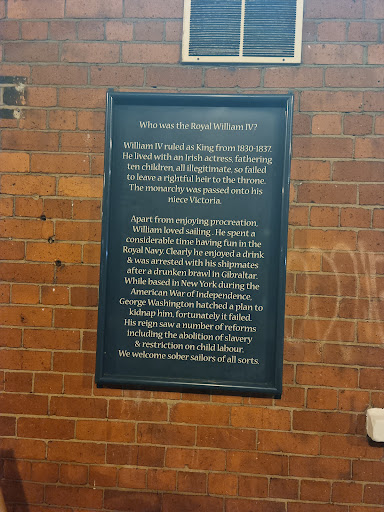 Who was the Royal William IV?
William IV ruled as King from 1830-1837.
He lived with an Irish actress, fathering
ten children, all illegitimate, so failed
to leave a rightful heir to the throne.
The monarchy was passed onto his
niece Victoria.
Apart from enjoying procreation,
William loved sailing. He spent a
considerable time having fun in the
Royal Navy. Clearly he enjoyed a drink
& was arrested with his shipmates
after a drunken brawl in Gibraltar.
While based in New York during the
American War of Independence,
George Washington hatched a plan to
kidnap him, fortunately it failed.
His reign saw a number of reforms
including the abolition of slavery
& restriction on child labour.
We welcome sober sailors of all sorts.